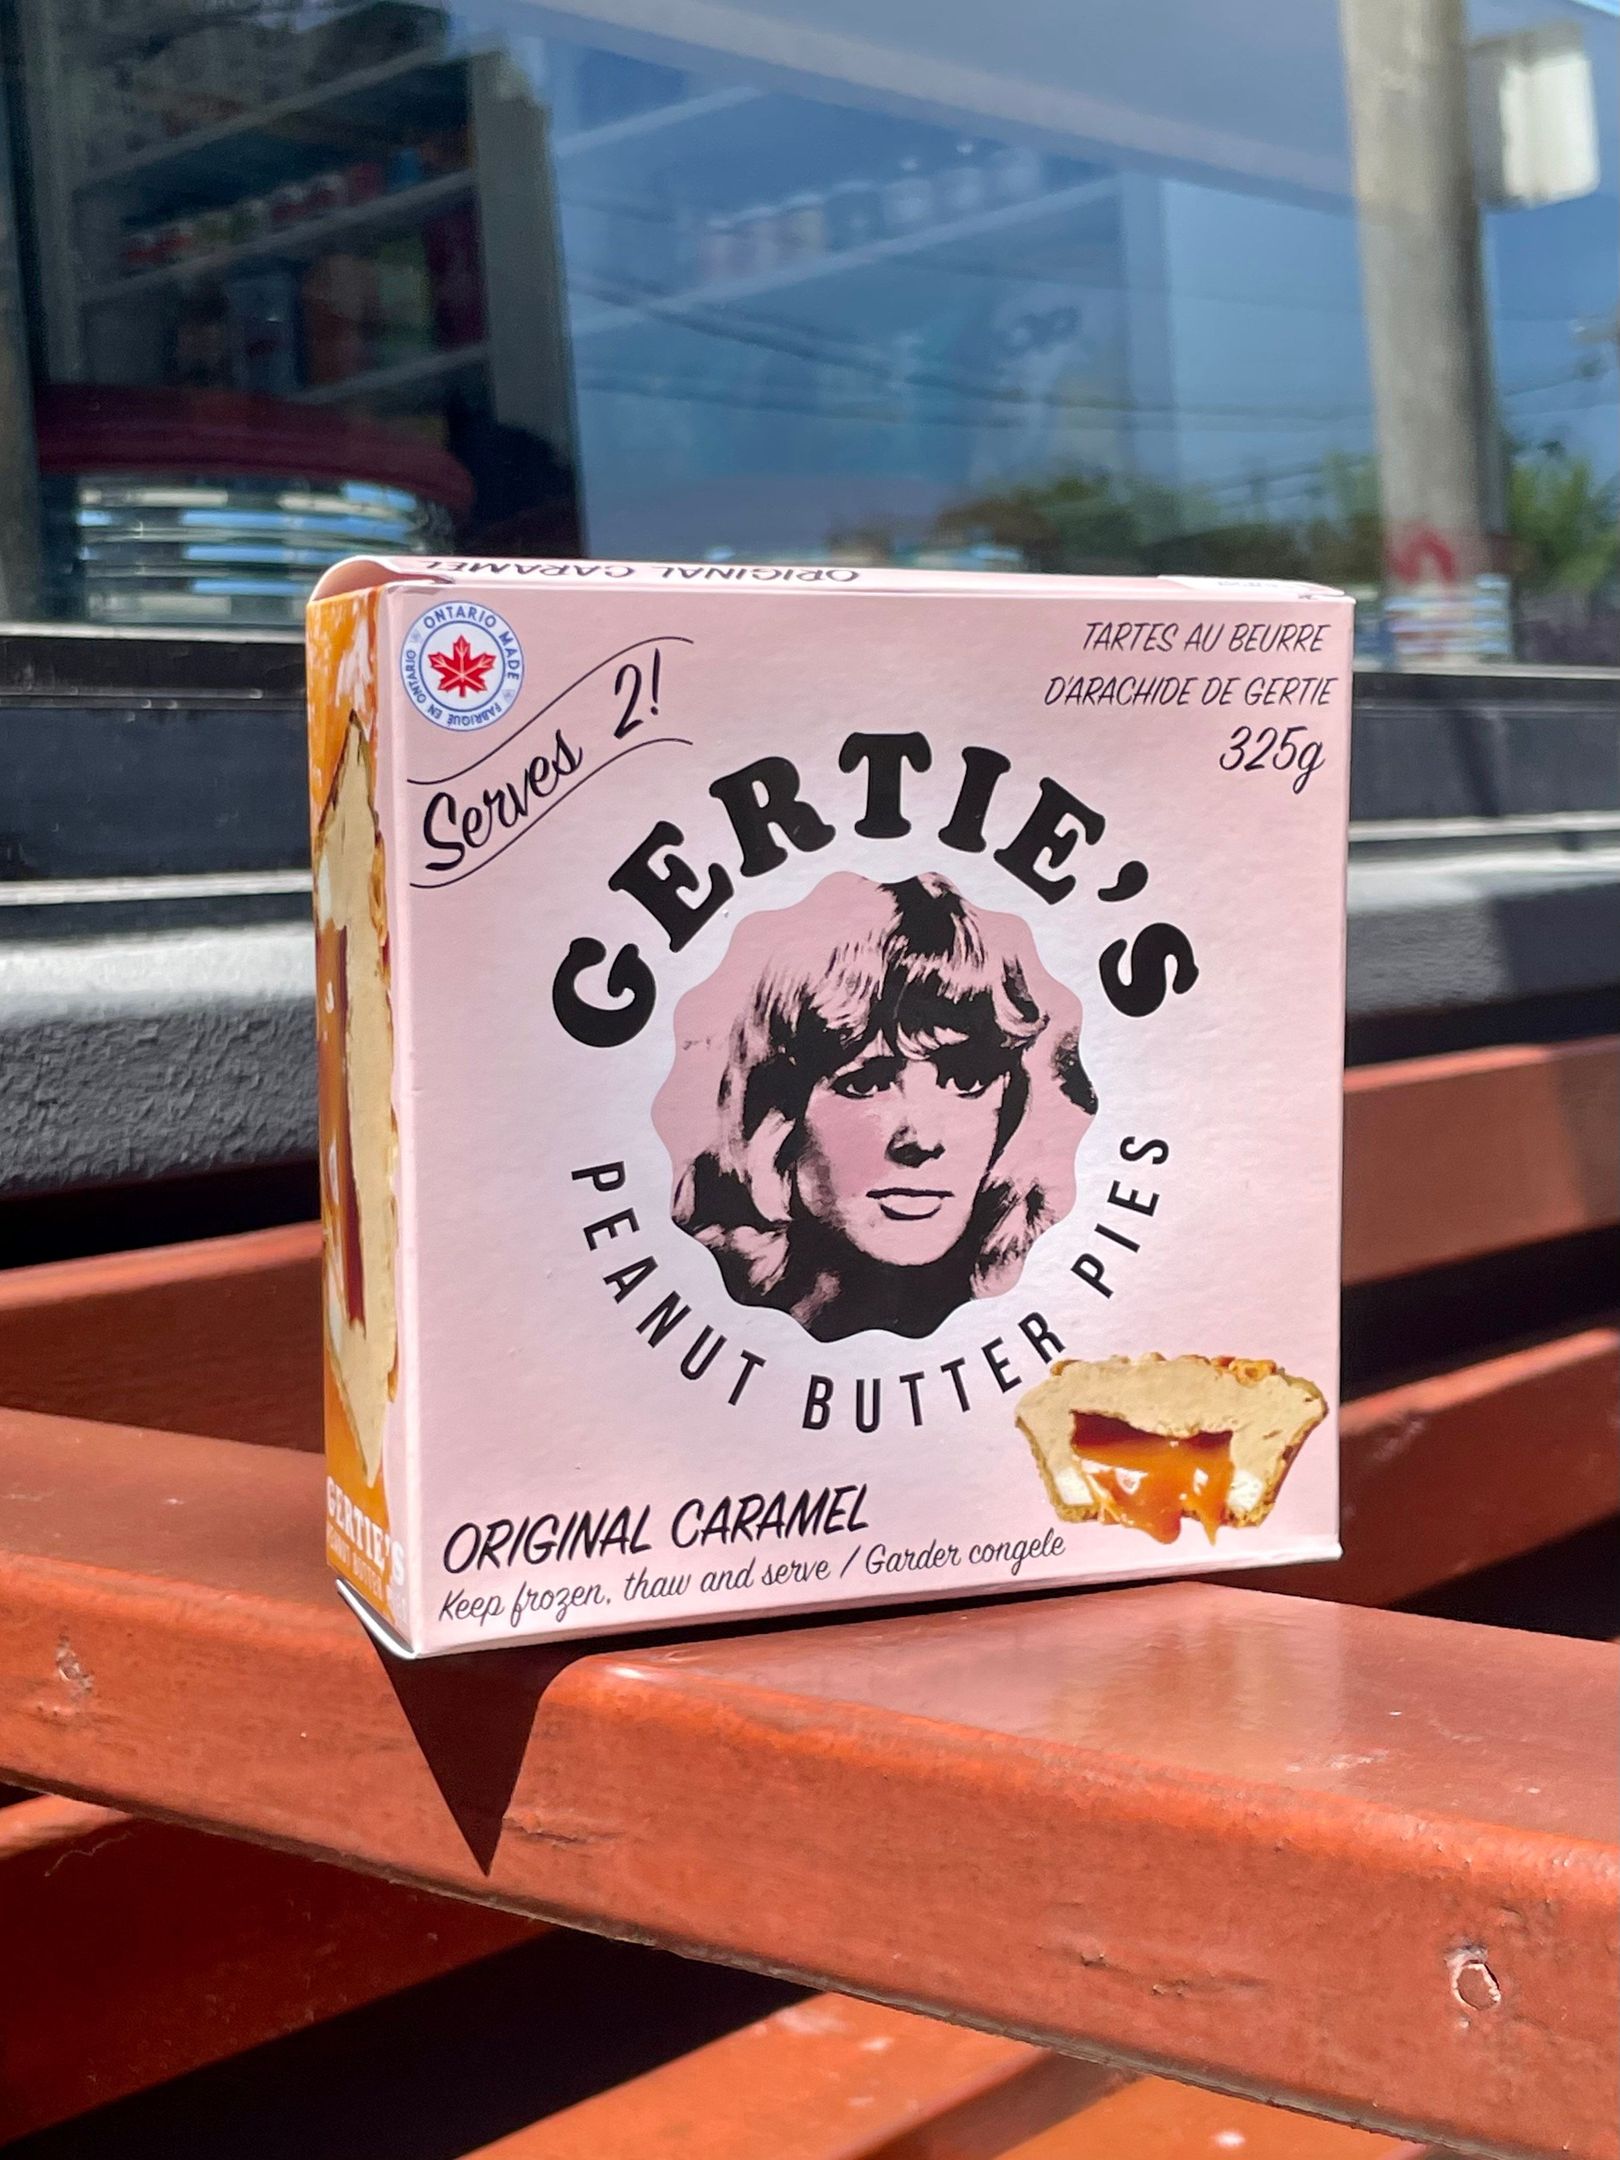 ORIGINAL CARAMEL
ONTARIO MADE
FABRIQUÉ EN ONTARIO
Serves 2!
TARTES AU BEURRE
D'ARACHIDE DE GERTIE
325g
GERTIE'S
PEANUT BUTTER PIES
ORIGINAL CARAMEL
Keep frozen, thaw and serve / Garder congele
GERTIE'S